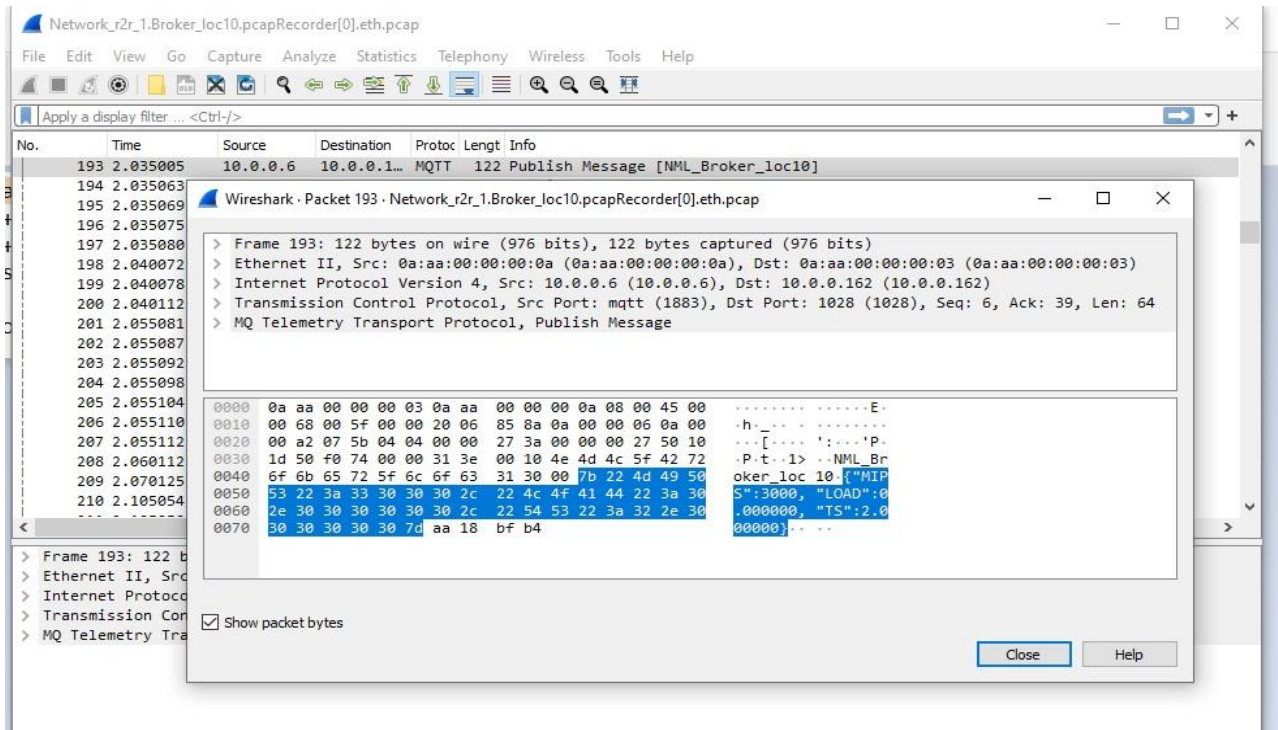 Network_r2r_1.Broker_loc10.pcapRecorder[0].eth.pcap
File Edit View Go Capture Analyze Statistics Telephony Wireless Tools Help
Apply a display filter ... <Ctrl-/>
No. Time Source Destination Protoc Lengt Info
193 2.035005 10.0.0.6 10.0.0.1… MQTT 122 Publish Message [NML_Broker_loc10]
194 2.035063
195 2.035069
196 2.035075
197 2.035080
198 2.040072
199 2.040078
200 2.040112
201 2.055081
202 2.055087
203 2.055092
204 2.055098
205 2.055104
206 2.055110
207 2.055112
208 2.060112
209 2.070125
210 2.105054
Wireshark · Packet 193 · Network_r2r_1.Broker_loc10.pcapRecorder[0].eth.pcap
> Frame 193: 122 bytes on wire (976 bits), 122 bytes captured (976 bits)
> Ethernet II, Src: 0a:aa:00:00:00:0a (0a:aa:00:00:00:0a), Dst: 0a:aa:00:00:00:03 (0a:aa:00:00:00:03)
> Internet Protocol Version 4, Src: 10.0.0.6 (10.0.0.6), Dst: 10.0.0.162 (10.0.0.162)
> Transmission Control Protocol, Src Port: mqtt (1883), Dst Port: 1028 (1028), Seq: 6, Ack: 39, Len: 64
> MQ Telemetry Transport Protocol, Publish Message
0000 0a aa 00 00 00 03 0a aa 00 00 00 0a 08 00 45 00 ········ ······E·
0010 00 68 00 5f 00 00 20 06 85 8a 0a 00 00 06 0a 00 ·h·_·· · ········
0020 00 a2 07 5b 04 04 00 00 27 3a 00 00 00 27 50 10 ···[···· ':···'P·
0030 1d 50 f0 74 00 00 31 3e 00 10 4e 4d 4c 5f 42 72 ·P·t··1> ··NML_Br
0040 6f 6b 65 72 5f 6c 6f 63 31 30 00 7b 22 4d 49 50 oker_loc 10·{"MIP
0050 53 22 3a 33 30 30 30 2c 22 4c 4f 41 44 22 3a 30 S":3000, "LOAD":0
0060 2e 30 30 30 30 30 30 2c 22 54 53 22 3a 32 2e 30 .000000, "TS":2.0
0070 30 30 30 30 30 7d aa 18 bf b4 00000}·· ··
Show packet bytes
Close Help
> Frame 193: 122 b
> Ethernet II, Src
> Internet Protoco
> Transmission Con
> MQ Telemetry Tra